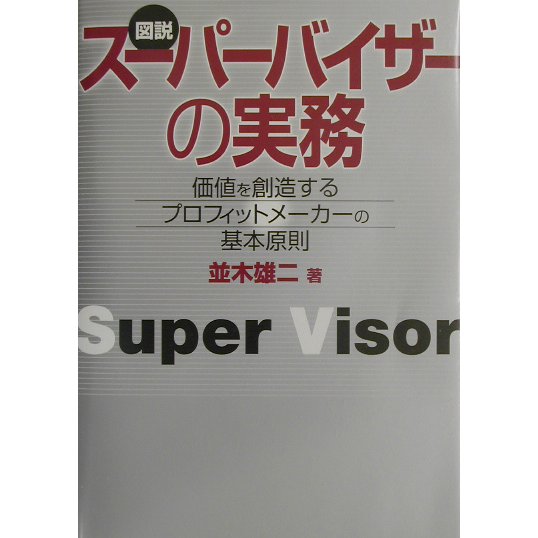 図説
スーパーバイザー
の実務
価値を創造する
プロフィットメーカーの
基本原則
並木雄二 著
Super Visor